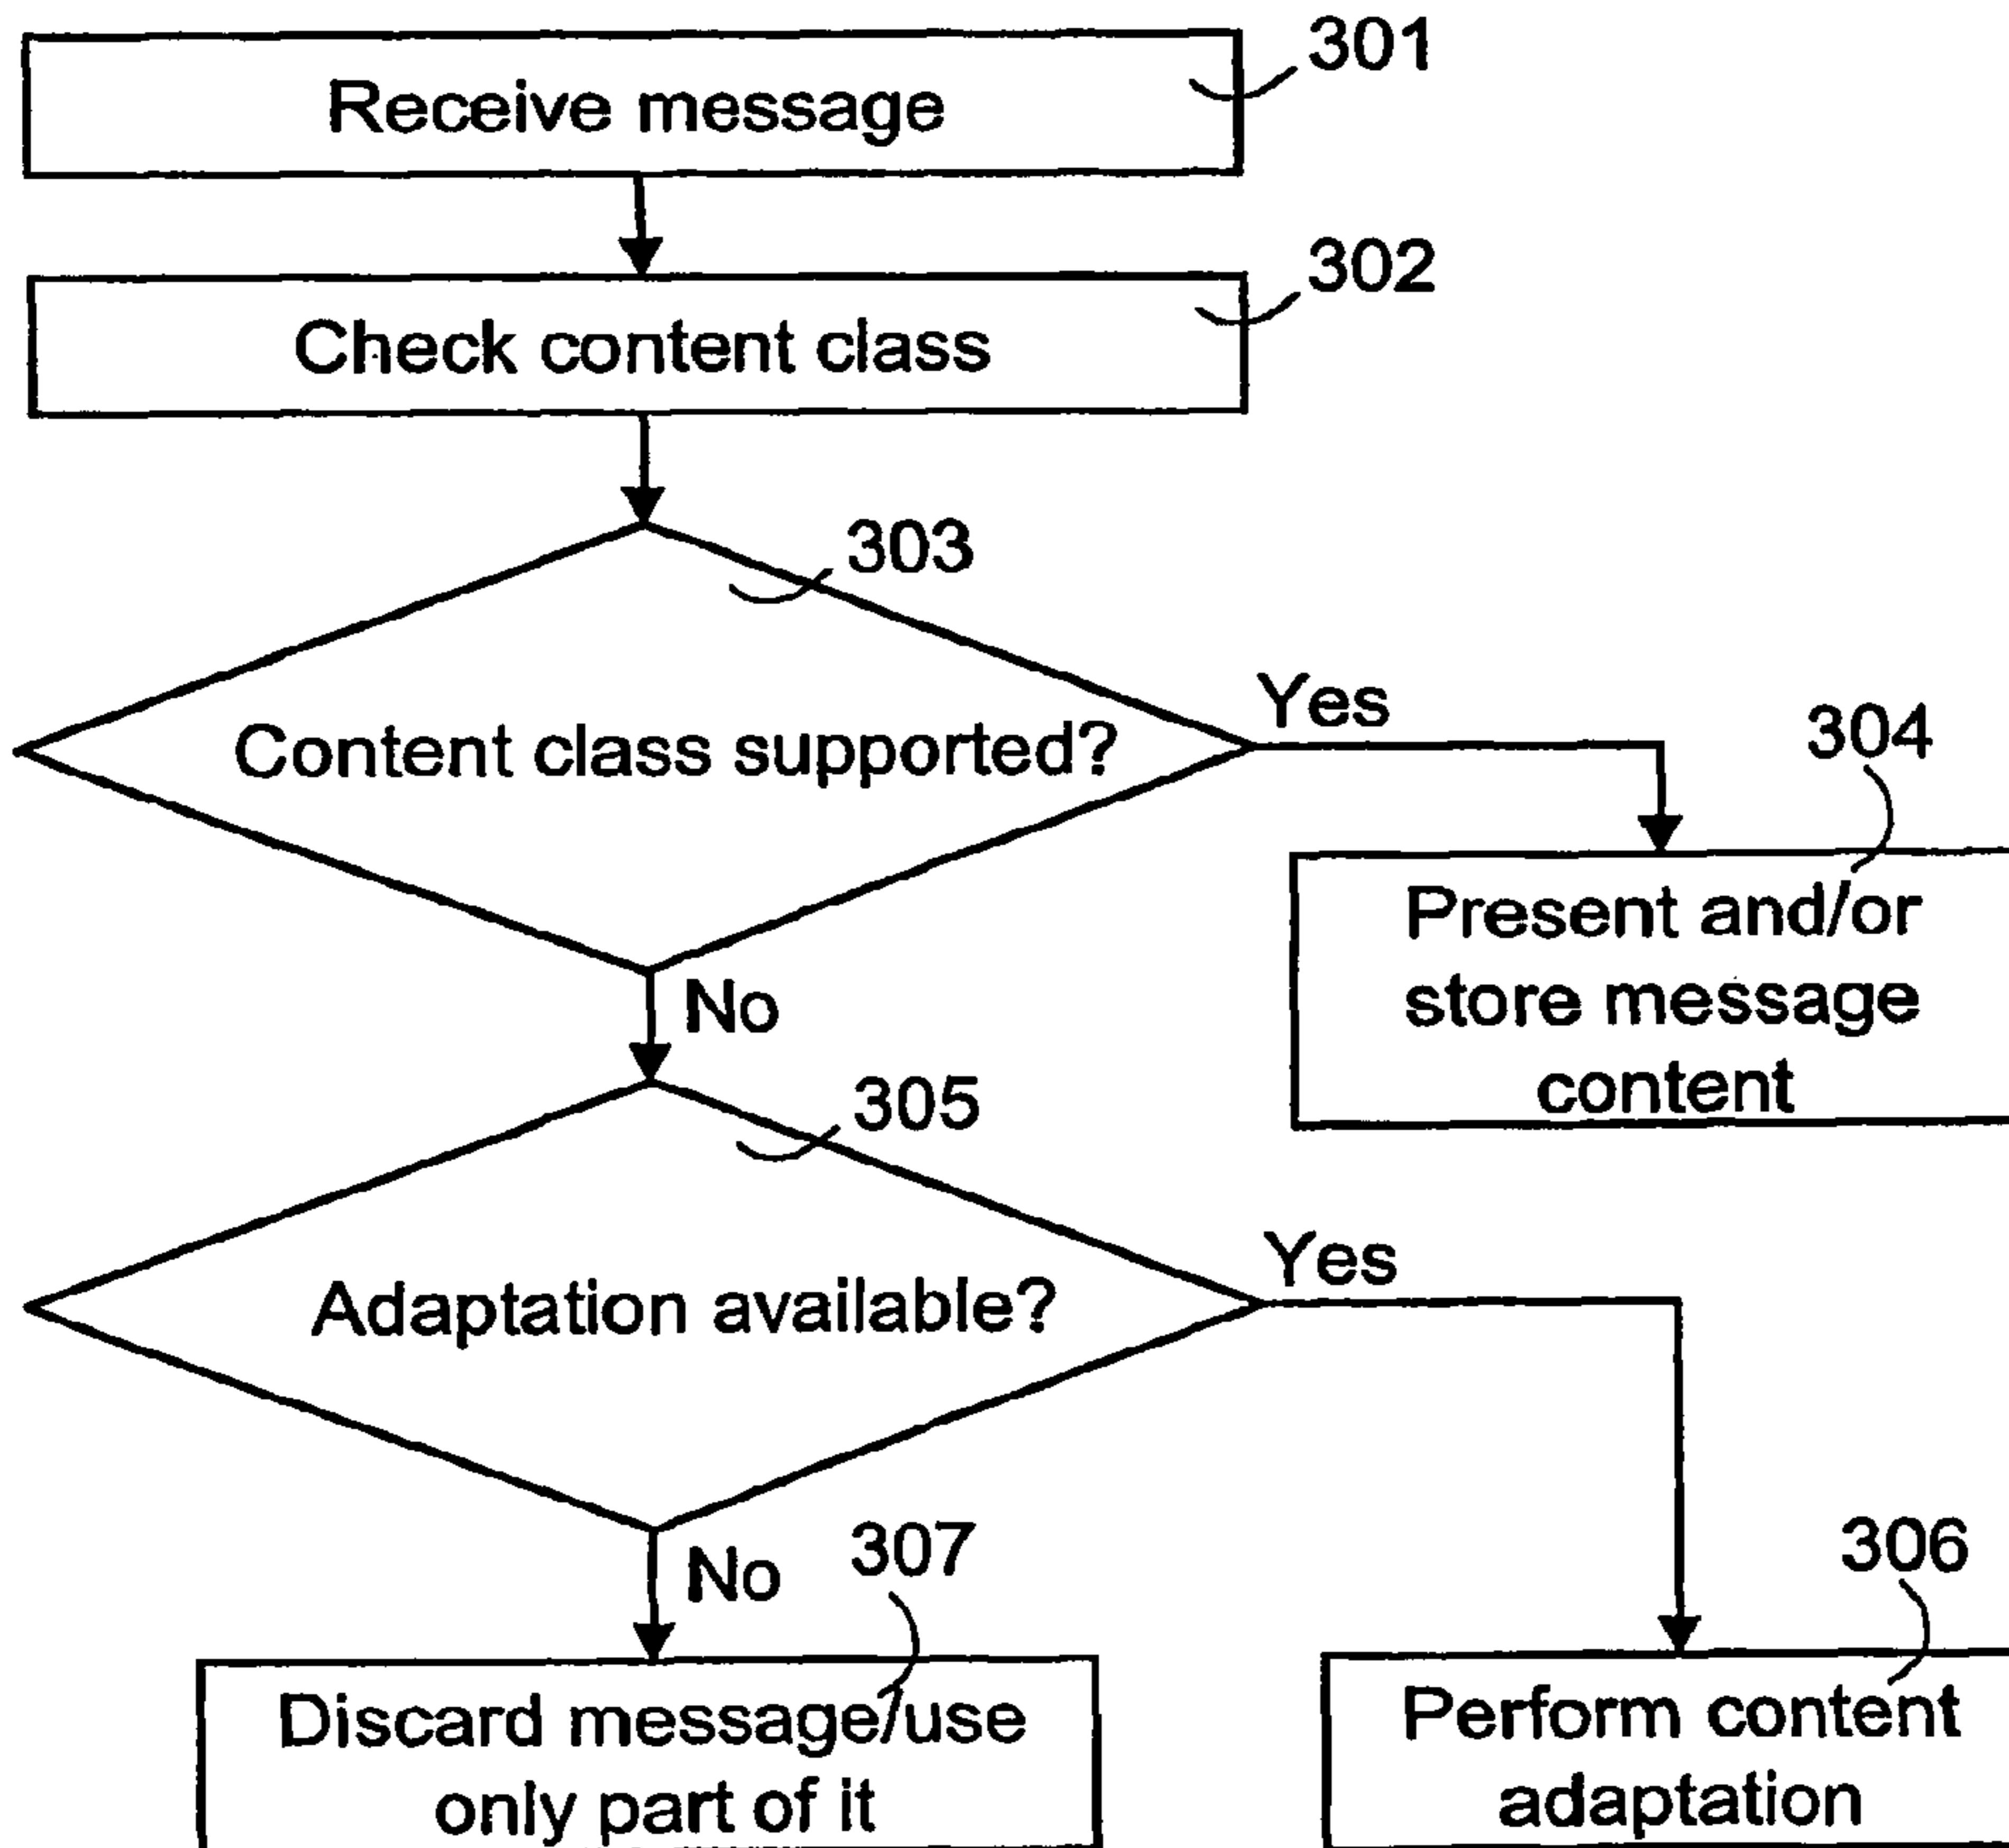 301
Receive message
302
Check content class
303
Content class supported?
Yes
304
Present and/or
store message
content
No
305
Adaptation available?
Yes
306
Perform content
adaptation
No
307
Discard message/use
only part of it